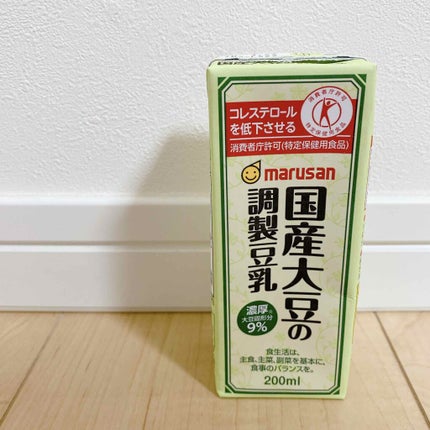 コレステロール
を低下させる
消費者庁許可(特定保健用食品)
消費者庁許可
特定保健用食品
marusan
国産大豆の
調製豆乳
濃厚
大豆固形分
9%
食生活は、
主食、主菜、副菜を基本に、
食事のバランスを。
200ml